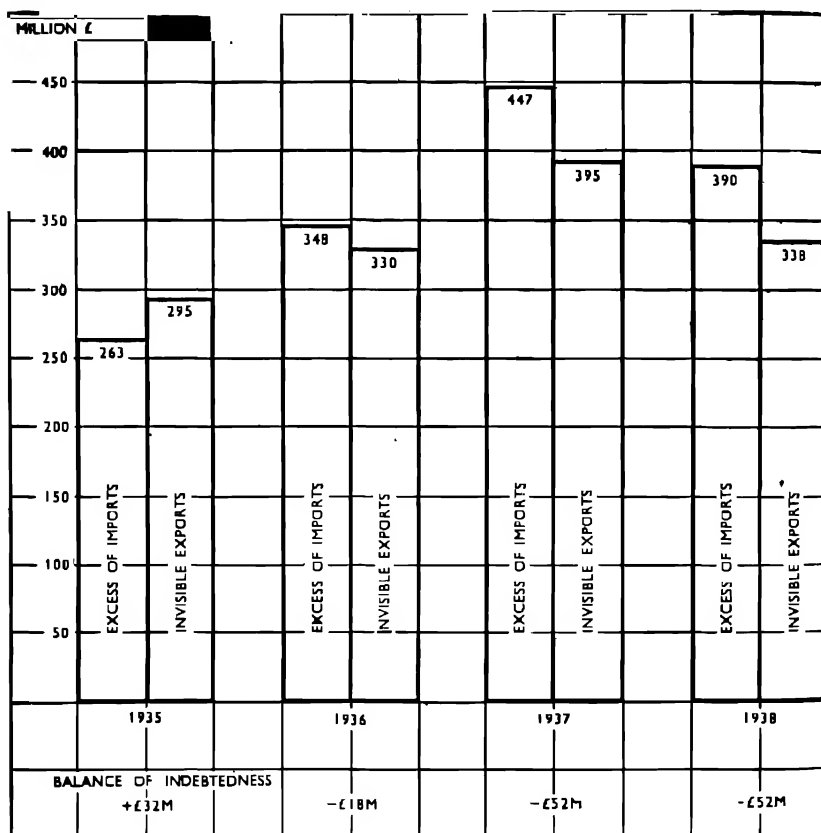 MILLION £
450
400
350
300
250
200
150
100
50
263
295
348
330
447
395
390
338
EXCESS OF IMPORTS
INVISIBLE EXPORTS
EXCESS OF IMPORTS
INVISIBLE EXPORTS
EXCESS OF IMPORTS
INVISIBLE EXPORTS
EXCESS OF IMPORTS
INVISIBLE EXPORTS
1935 1936 1937 1938
BALANCE OF INDEBTEDNESS
+£32M -£18M -£52M -£52M